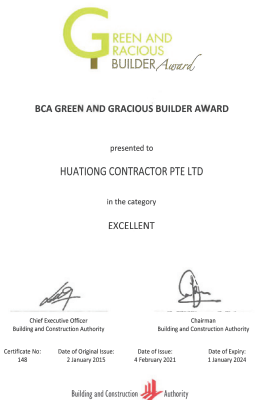 GREEN AND
GRACIOUS
BUILDER Award
BCA GREEN AND GRACIOUS BUILDER AWARD
presented to
HUATIONG CONTRACTOR PTE LTD
in the category
EXCELLENT
Chief Executive Officer
Building and Construction Authority
Chairman
Building and Construction Authority
Certificate No: Date of Original Issue: Date of Issue: Date of Expiry:
148 2 January 2015 4 February 2021 1 January 2024
Building and Construction Authority